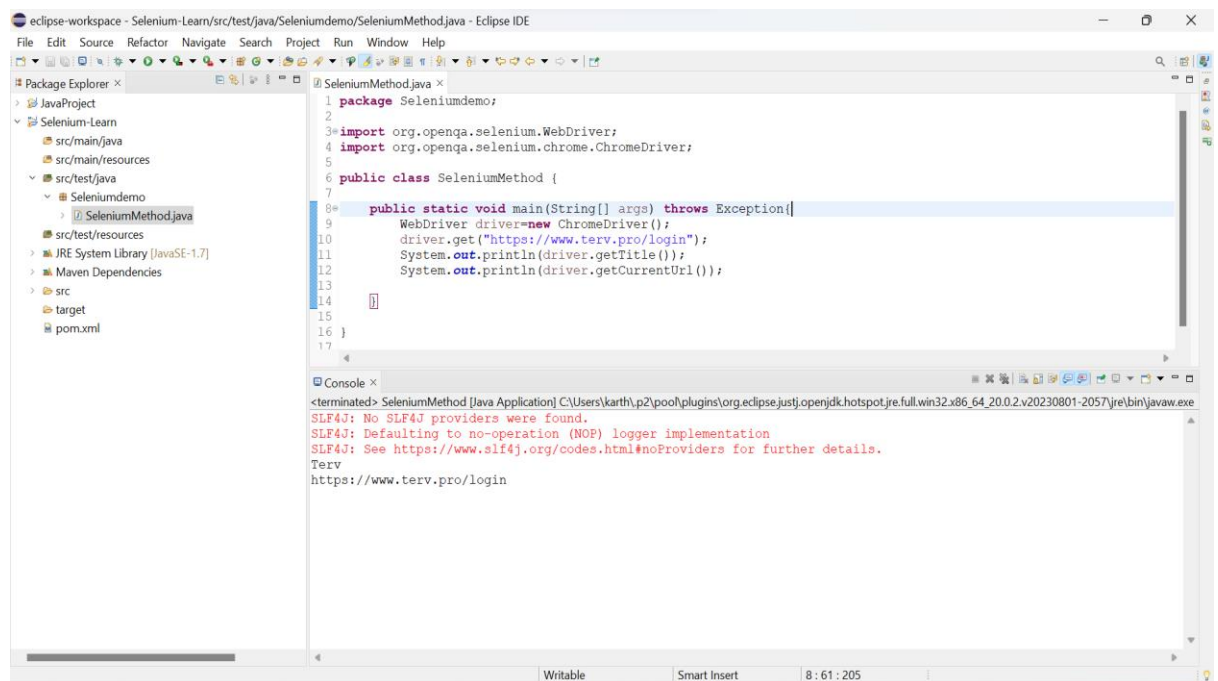 eclipse-workspace - Selenium-Learn/src/test/java/Seleniumdemo/SeleniumMethod.java - Eclipse IDE
File Edit Source Refactor Navigate Search Project Run Window Help
Package Explorer
JavaProject
Selenium-Learn
src/main/java
src/main/resources
src/test/java
Seleniumdemo
SeleniumMethod.java
src/test/resources
JRE System Library [JavaSE-1.7]
Maven Dependencies
src
target
pom.xml
SeleniumMethod.java
1 package Seleniumdemo;
2
3 import org.openqa.selenium.WebDriver;
4 import org.openqa.selenium.chrome.ChromeDriver;
5
6 public class SeleniumMethod {
7
8 public static void main(String[] args) throws Exception{
9 WebDriver driver=new ChromeDriver();
10 driver.get("https://www.terv.pro/login");
11 System.out.println(driver.getTitle());
12 System.out.println(driver.getCurrentUrl());
13
14 }
15
16 }
17
Console
<terminated> SeleniumMethod [Java Application] C:\Users\karth\.p2\pool\plugins\org.eclipse.justj.openjdk.hotspot.jre.full.win32.x86_64_20.0.2.v20230801-2057\jre\bin\javaw.exe
SLF4J: No SLF4J providers were found.
SLF4J: Defaulting to no-operation (NOP) logger implementation
SLF4J: See https://www.slf4j.org/codes.html#noProviders for further details.
Terv
https://www.terv.pro/login
Writable Smart Insert 8 : 61 : 205